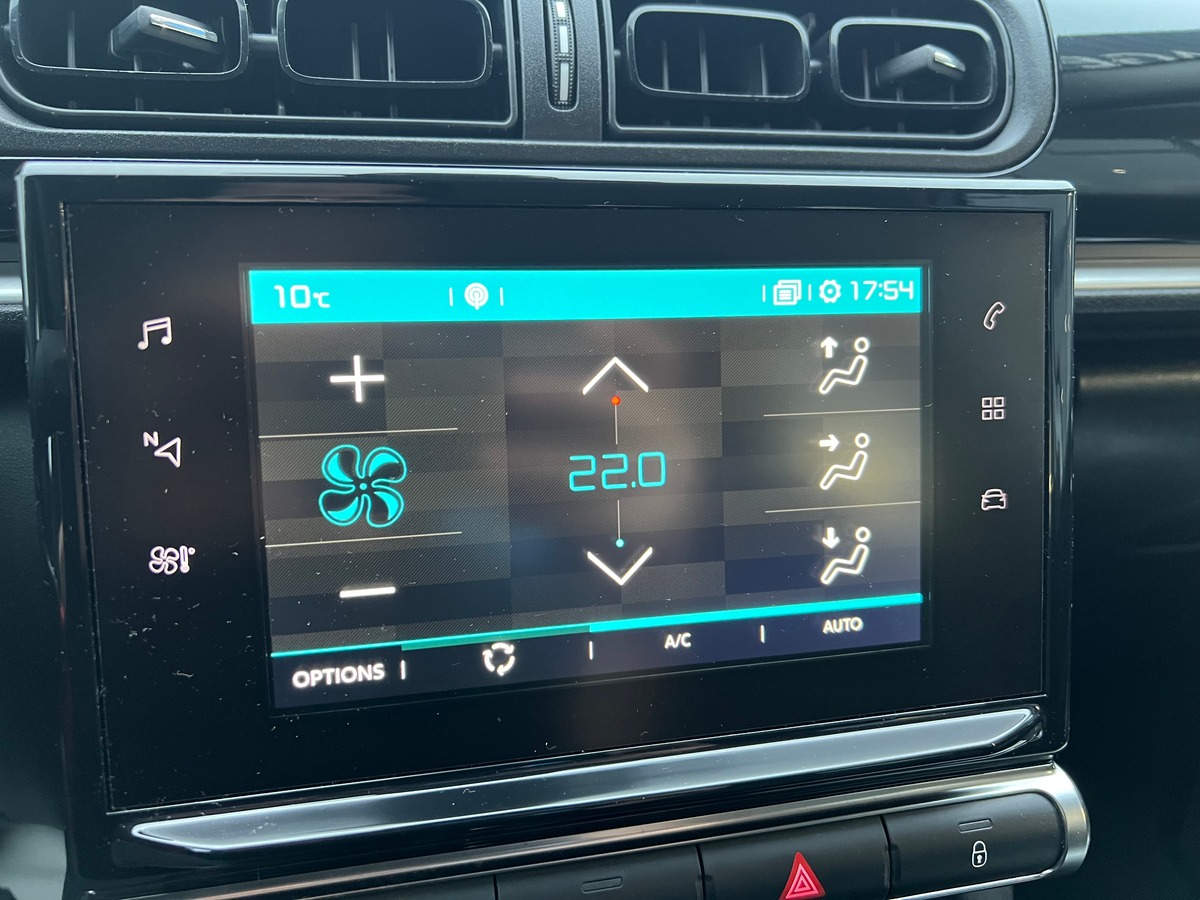 10℃ 17:54
N
22.0
OPTIONS A/C AUTO